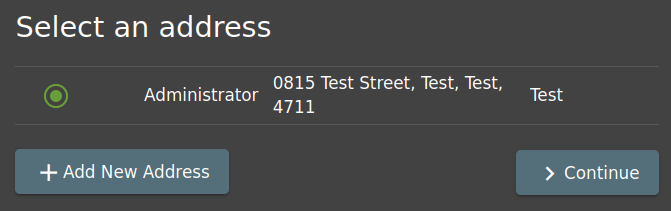 Select an address
Administrator 0815 Test Street, Test, Test, Test
4711
Add New Address Continue